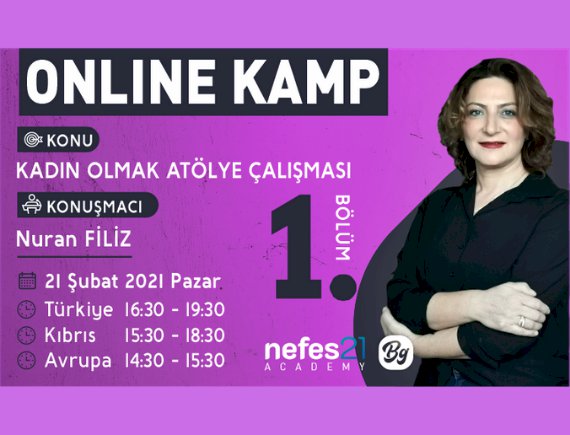 ONLINE KAMP
KONU
KADIN OLMAK ATÖLYE ÇALIŞMASI
KONUŞMACI
Nuran FİLİZ
1.
BÖLÜM
21 Şubat 2021 Pazar
Türkiye 16:30 - 19:30
Kıbrıs 15:30 - 18:30
Avrupa 14:30 - 15:30
nefes21
ACADEMY
Bg